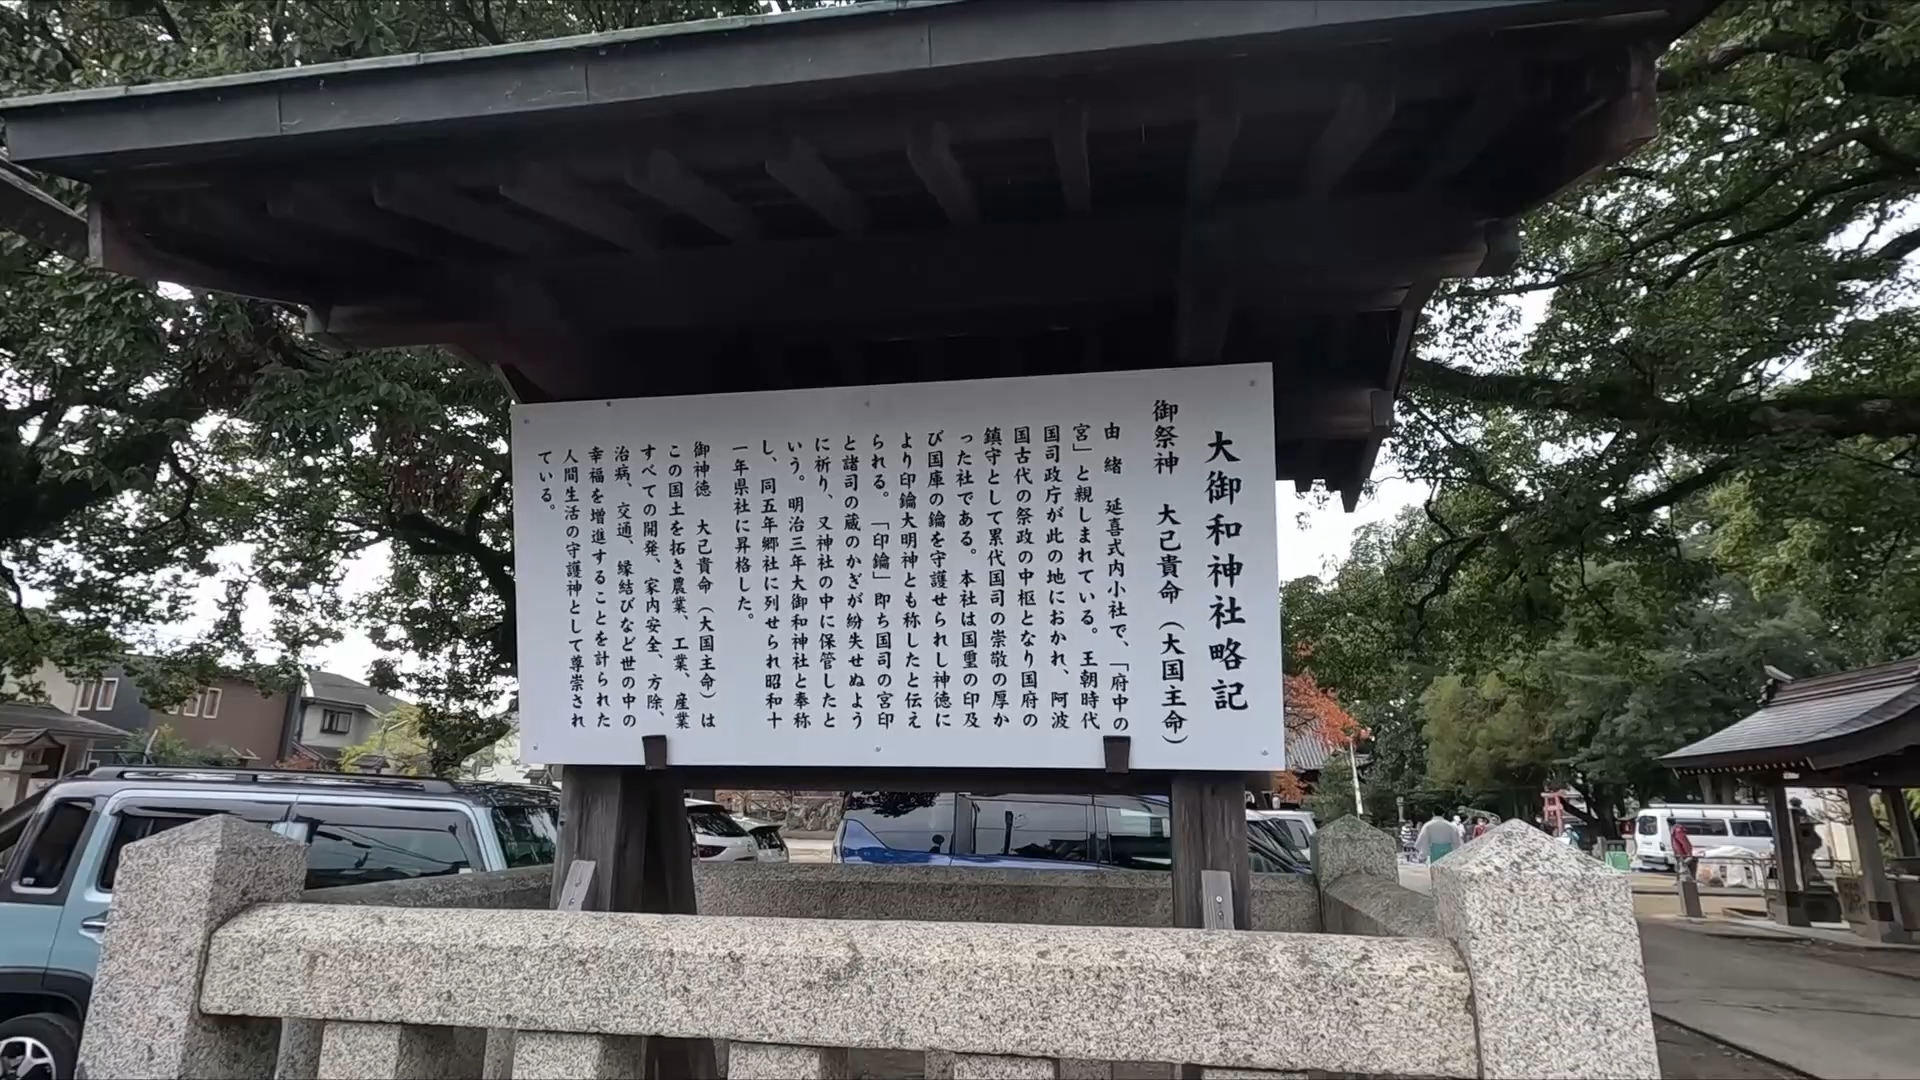 大御和神社略記
御祭神 大己貴命(大国主命)
由緒 延喜式内小社で、「府中の
宮」と親しまれている。王朝時代
国司政庁が此の地におかれ、阿波
国古代の祭政の中枢となり国府の
鎮守として累代国司の崇敬の厚か
った社である。本社は国璽の印及
び国庫の鑰を守護せられし神徳に
より印鑰大明神とも称したと伝え
られる。「印鑰」即ち国司の宮印
と諸司の蔵のかぎが紛失せぬよう
に祈り、又神社の中に保管したと
いう。明治三年大御和神社と奉称
し、同五年郷社に列せられ昭和十
一年県社に昇格した。
御神徳 大己貴命(大国主命)は
この国土を拓き農業、工業、産業
すべての開発、家内安全、方除、
治病、交通、縁結びなど世の中の
幸福を増進することを計られた
人間生活の守護神として尊崇され
ている。